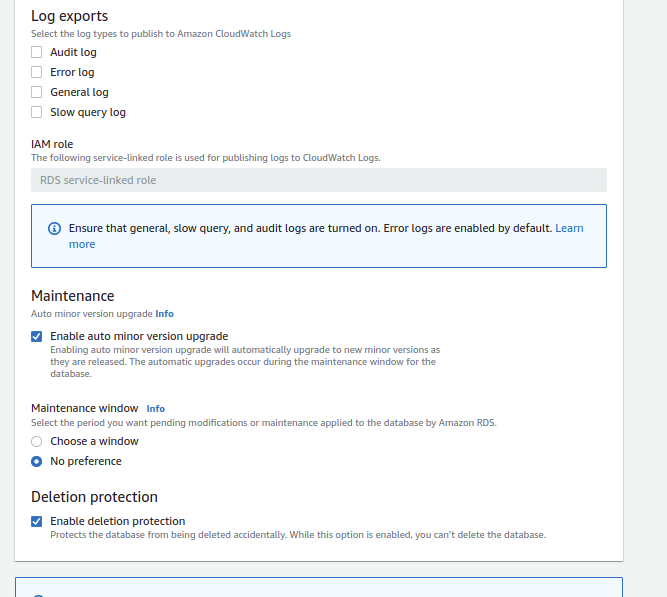 Log exports
Select the log types to publish to Amazon CloudWatch Logs
Audit log
Error log
General log
Slow query log
IAM role
The following service-linked role is used for publishing logs to CloudWatch Logs.
RDS service-linked role
Ensure that general, slow query, and audit logs are turned on. Error logs are enabled by default. Learn
more
Maintenance
Auto minor version upgrade Info
Enable auto minor version upgrade
Enabling auto minor version upgrade will automatically upgrade to new minor versions as
they are released. The automatic upgrades occur during the maintenance window for the
database.
Maintenance window Info
Select the period you want pending modifications or maintenance applied to the database by Amazon RDS.
Choose a window
No preference
Deletion protection
Enable deletion protection
Protects the database from being deleted accidentally. While this option is enabled, you can't delete the database.